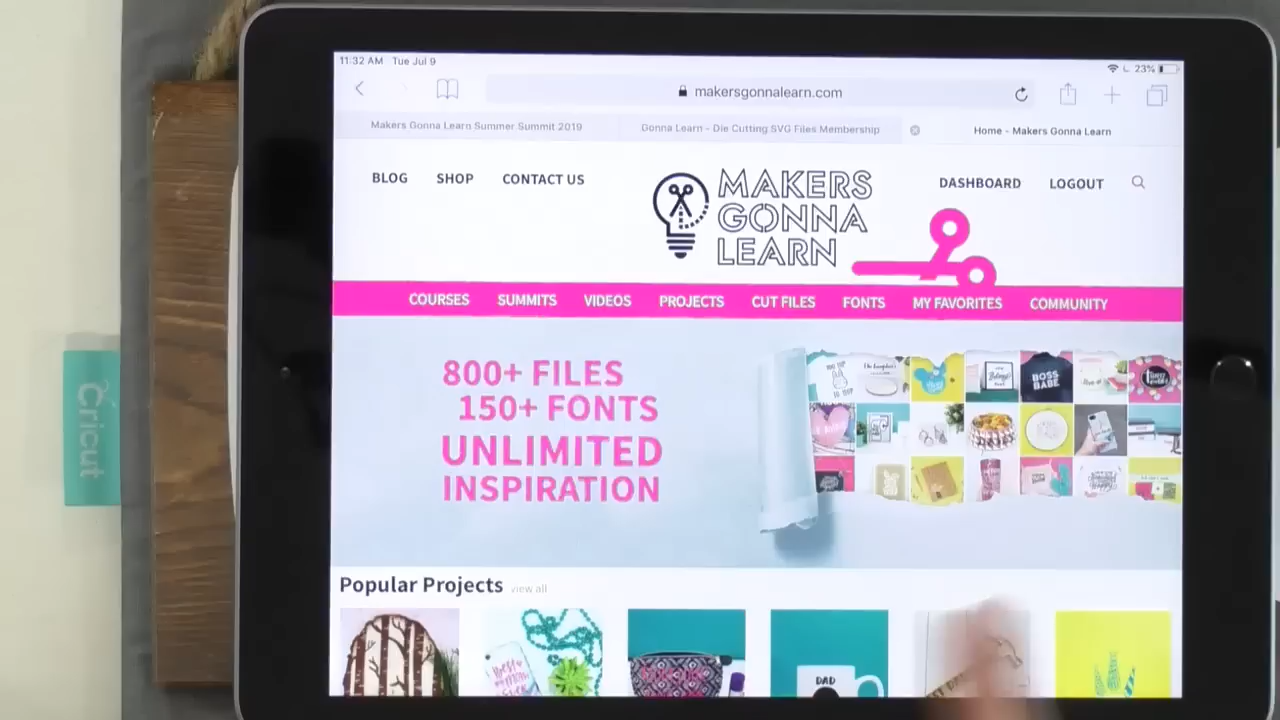 11:32 AM Tue Jul 9
23%
makersgonnalearn.com
Makers Gonna Learn Summer Summit 2019
Gonna Learn - Die Cutting SVG Files Membership
Home - Makers Gonna Learn
BLOG SHOP CONTACT US
MAKERS
GONNA
LEARN
DASHBOARD LOGOUT
COURSES SUMMITS VIDEOS PROJECTS CUT FILES FONTS MY FAVORITES COMMUNITY
800+ FILES
150+ FONTS
UNLIMITED
INSPIRATION
BOSS
BABE
Popular Projects view all
DAD
Cricut